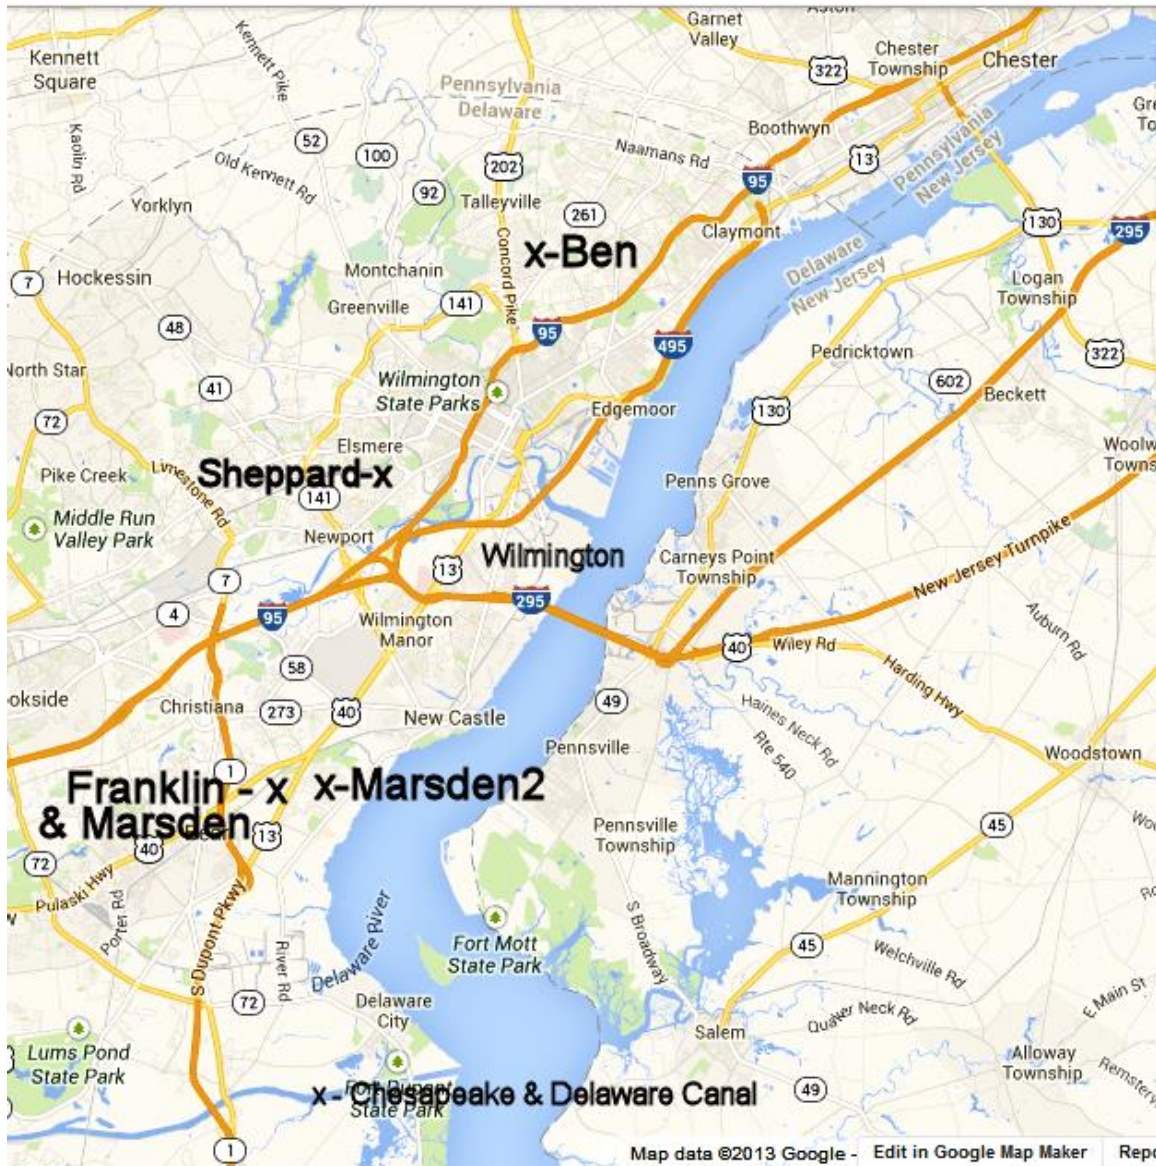 Aston
Garnet
Valley
Chester
Township
Chester
Kennett
Square
Kennett Pike
322
Pennsylvania
Delaware
Boothwyn
Pennsylvania
New Jersey
Kaolin Rd
52
100
Naamans Rd
13
Old Kennett Rd
202
95
92
Talleyville
261
Yorklyn
Claymont
130
295
x-Ben
Concord Pike
Delaware
New Jersey
Hockessin
Montchanin
Logan
Township
7
Greenville
141
48
95
495
322
Pedricktown
North Star
41
Wilmington
State Parks
602
Beckett
72
Edgemoor
130
Elsmere
Pike Creek
Limestone Rd
Sheppard-x
Penns Grove
141
Middle Run
Valley Park
Newport
Wilmington
Carneys Point
Township
New Jersey Turnpike
7
13
295
4
95
Wilmington
Manor
40
Wiley Rd
Auburn Rd
58
Harding Hwy
Christiana
273
40
New Castle
49
Haines Neck Rd
Rte 540
Pennsville
Woodstown
1
Franklin - x
x-Marsden2
& Marsden
13
Pennsville
Township
45
72
40
Pulaski Hwy
Porter Rd
S Dupont Pkwy
Mannington
Township
River Rd
Delaware River
Fort Mott
State Park
S Broadway
45
Welchville Rd
72
Delaware
City
Salem
Quaker Neck Rd
E Main St
Lums Pond
State Park
Alloway
Township
x - Chesapeake & Delaware Canal
State Park
49
1
Map data ©2013 Google -
Edit in Google Map Maker